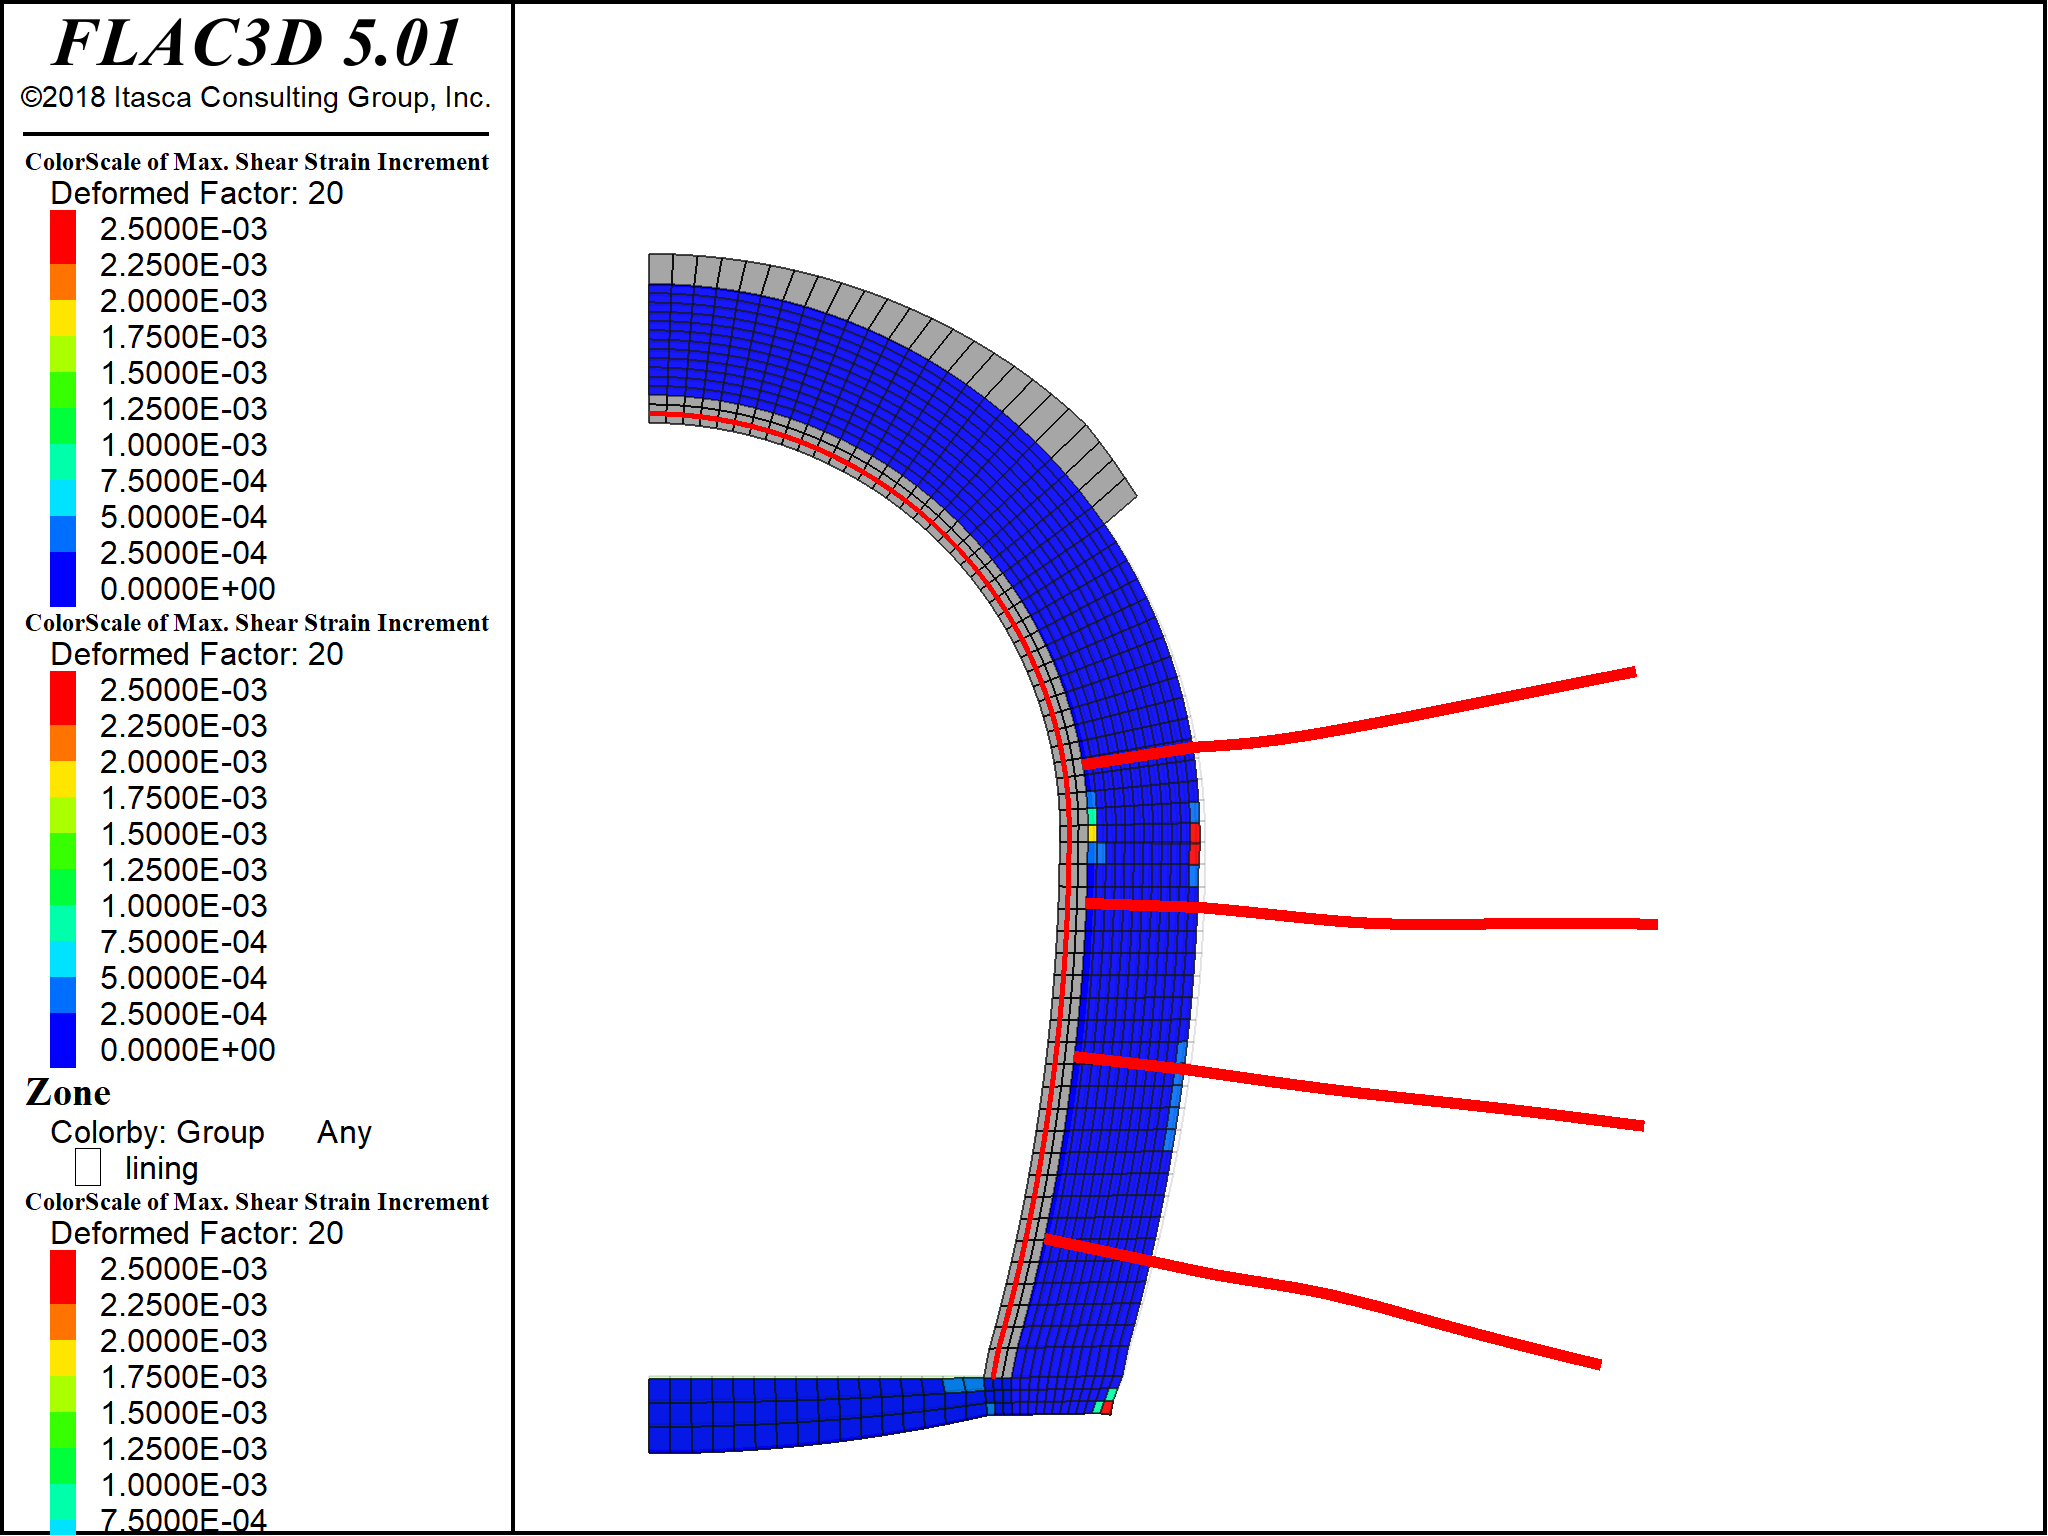 FLAC3D 5.01
©2018 Itasca Consulting Group, Inc.
ColorScale of Max. Shear Strain Increment
Deformed Factor: 20
2.5000E-03
2.2500E-03
2.0000E-03
1.7500E-03
1.5000E-03
1.2500E-03
1.0000E-03
7.5000E-04
5.0000E-04
2.5000E-04
0.0000E+00
ColorScale of Max. Shear Strain Increment
Deformed Factor: 20
2.5000E-03
2.2500E-03
2.0000E-03
1.7500E-03
1.5000E-03
1.2500E-03
1.0000E-03
7.5000E-04
5.0000E-04
2.5000E-04
0.0000E+00
Zone
Colorby: Group Any
lining
ColorScale of Max. Shear Strain Increment
Deformed Factor: 20
2.5000E-03
2.2500E-03
2.0000E-03
1.7500E-03
1.5000E-03
1.2500E-03
1.0000E-03
7.5000E-04